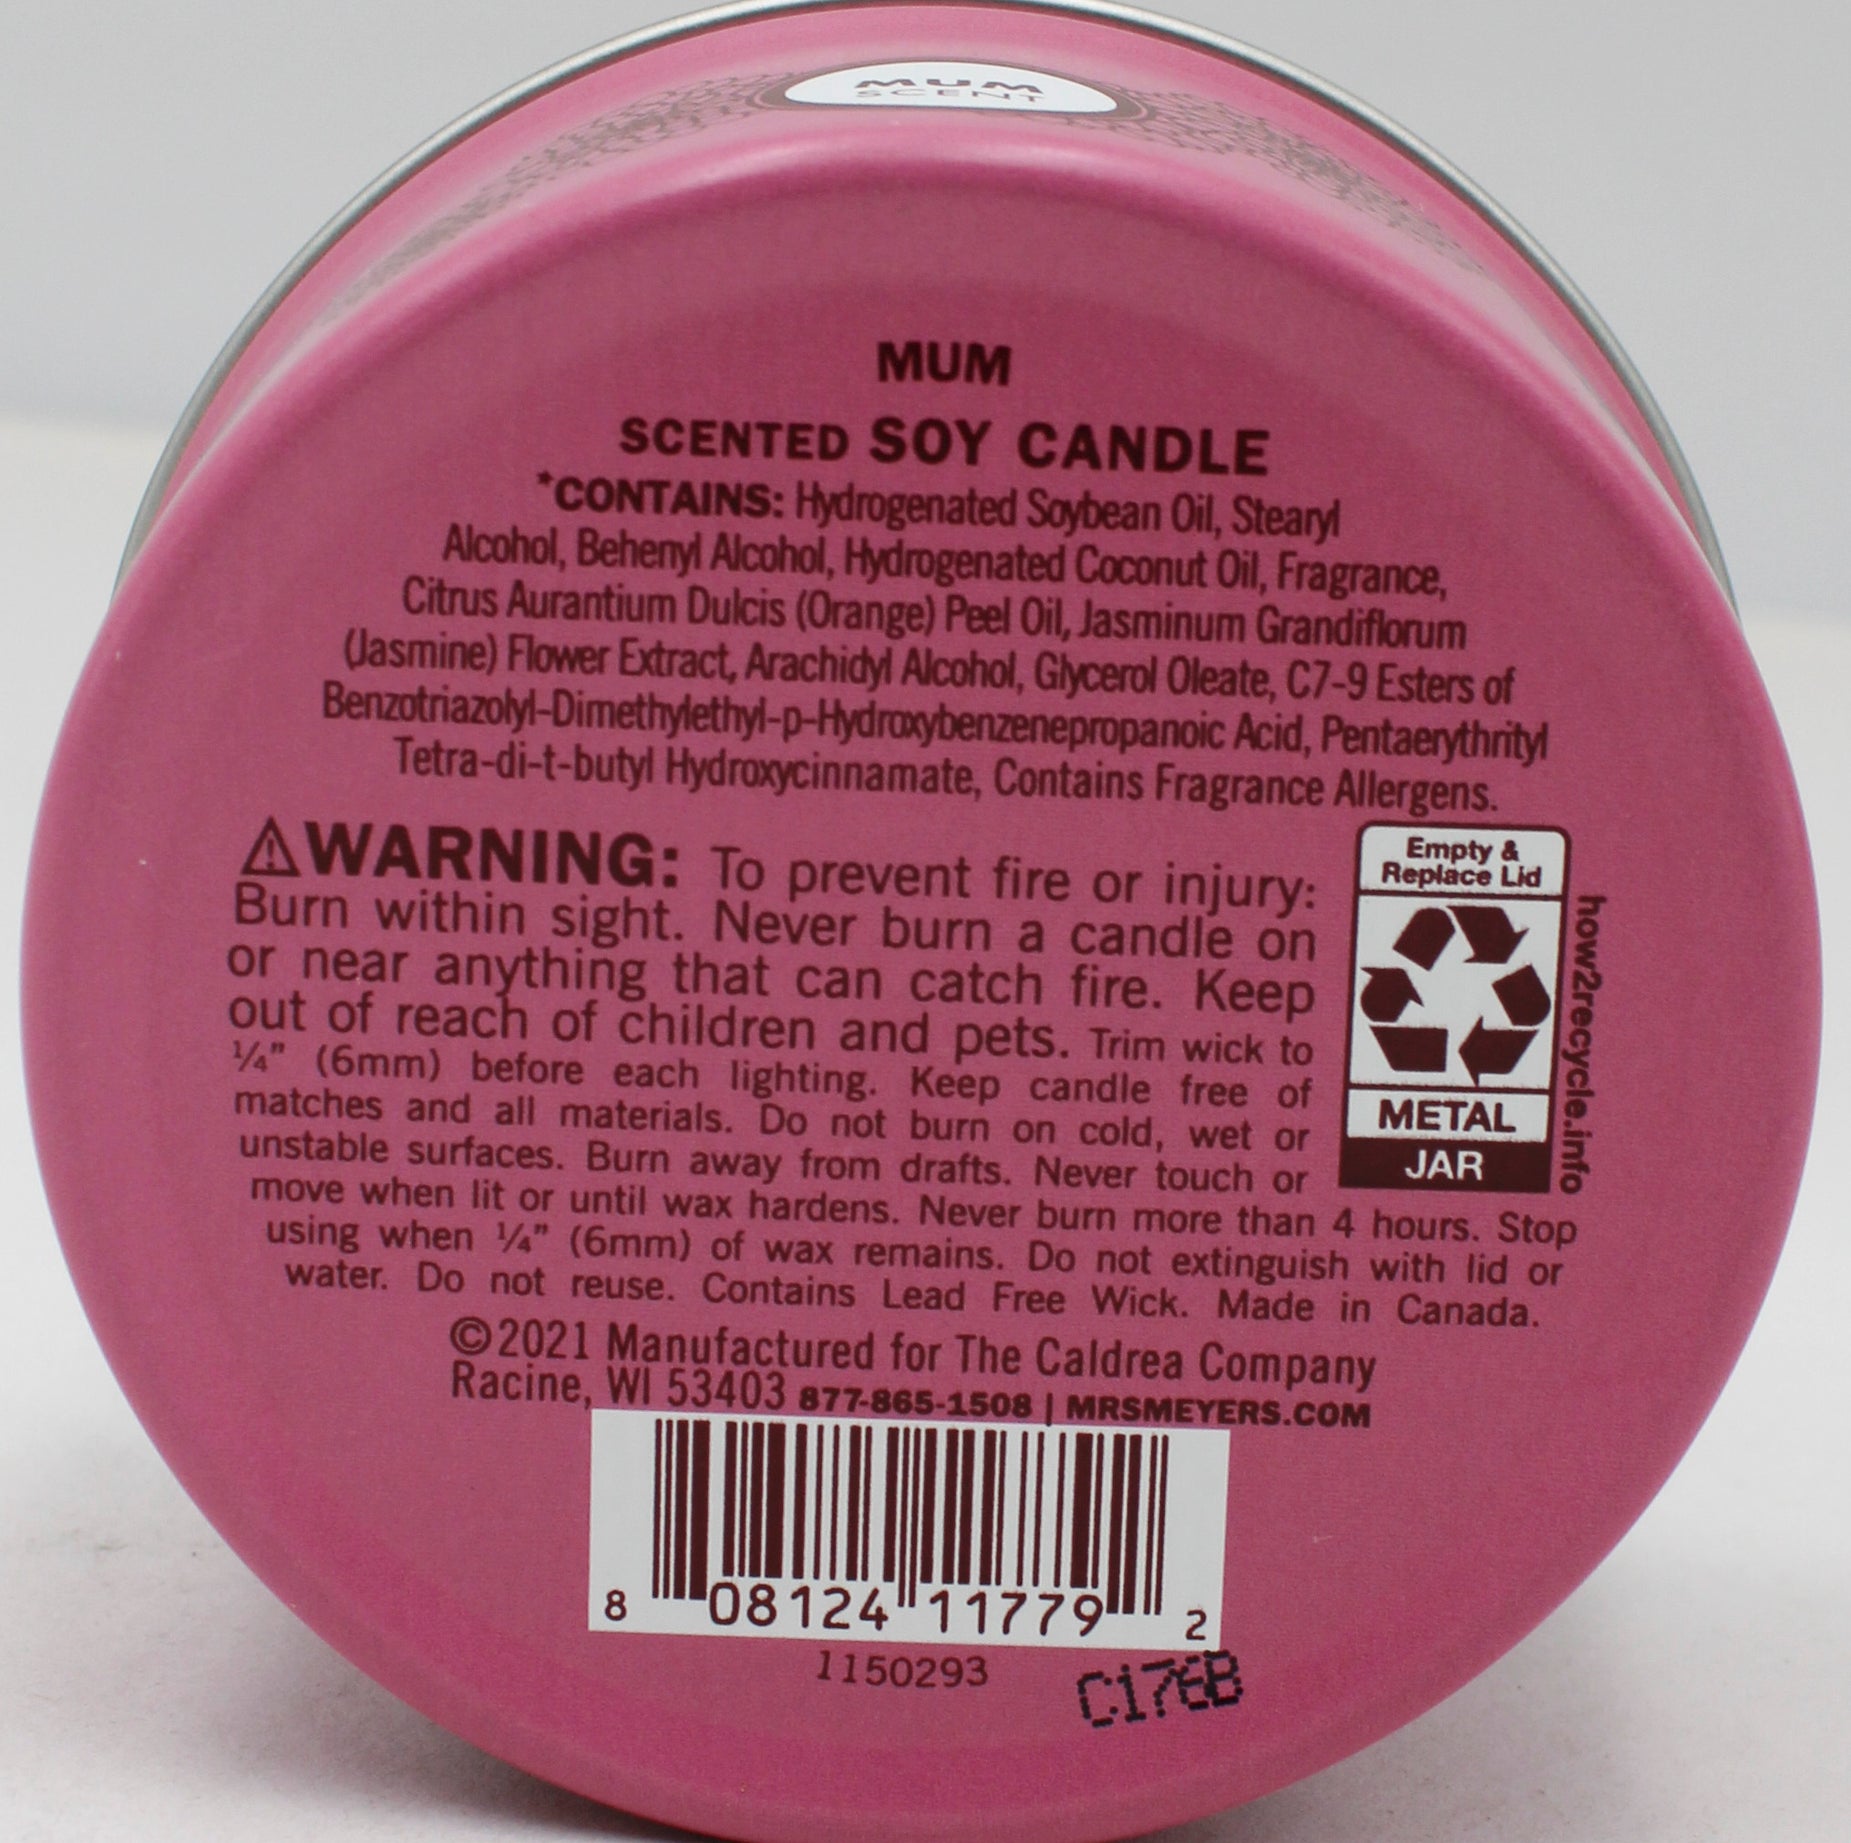 MUM
SCENT
MUM
SCENTED SOY CANDLE
*CONTAINS: Hydrogenated Soybean Oil, Stearyl
Alcohol, Behenyl Alcohol, Hydrogenated Coconut Oil, Fragrance,
Citrus Aurantium Dulcis (Orange) Peel Oil, Jasminum Grandiflorum
(Jasmine) Flower Extract, Arachidyl Alcohol, Glycerol Oleate, C7-9 Esters of
Benzotriazolyl-Dimethylethyl-p-Hydroxybenzenepropanoic Acid, Pentaerythrityl
Tetra-di-t-butyl Hydroxycinnamate, Contains Fragrance Allergens.
⚠WARNING: To prevent fire or injury:
Burn within sight. Never burn a candle on
or near anything that can catch fire. Keep
out of reach of children and pets. Trim wick to
¼” (6mm) before each lighting. Keep candle free of
matches and all materials. Do not burn on cold, wet or
unstable surfaces. Burn away from drafts. Never touch or
move when lit or until wax hardens. Never burn more than 4 hours. Stop
using when ¼” (6mm) of wax remains. Do not extinguish with lid or
water. Do not reuse. Contains Lead Free Wick. Made in Canada.
Empty &
Replace Lid
METAL
JAR
how2recycle.info
©2021 Manufactured for The Caldrea Company
Racine, WI 53403 877-865-1508 | MRSMEYERS.COM
8 08124 11779 2
1150293
C176B